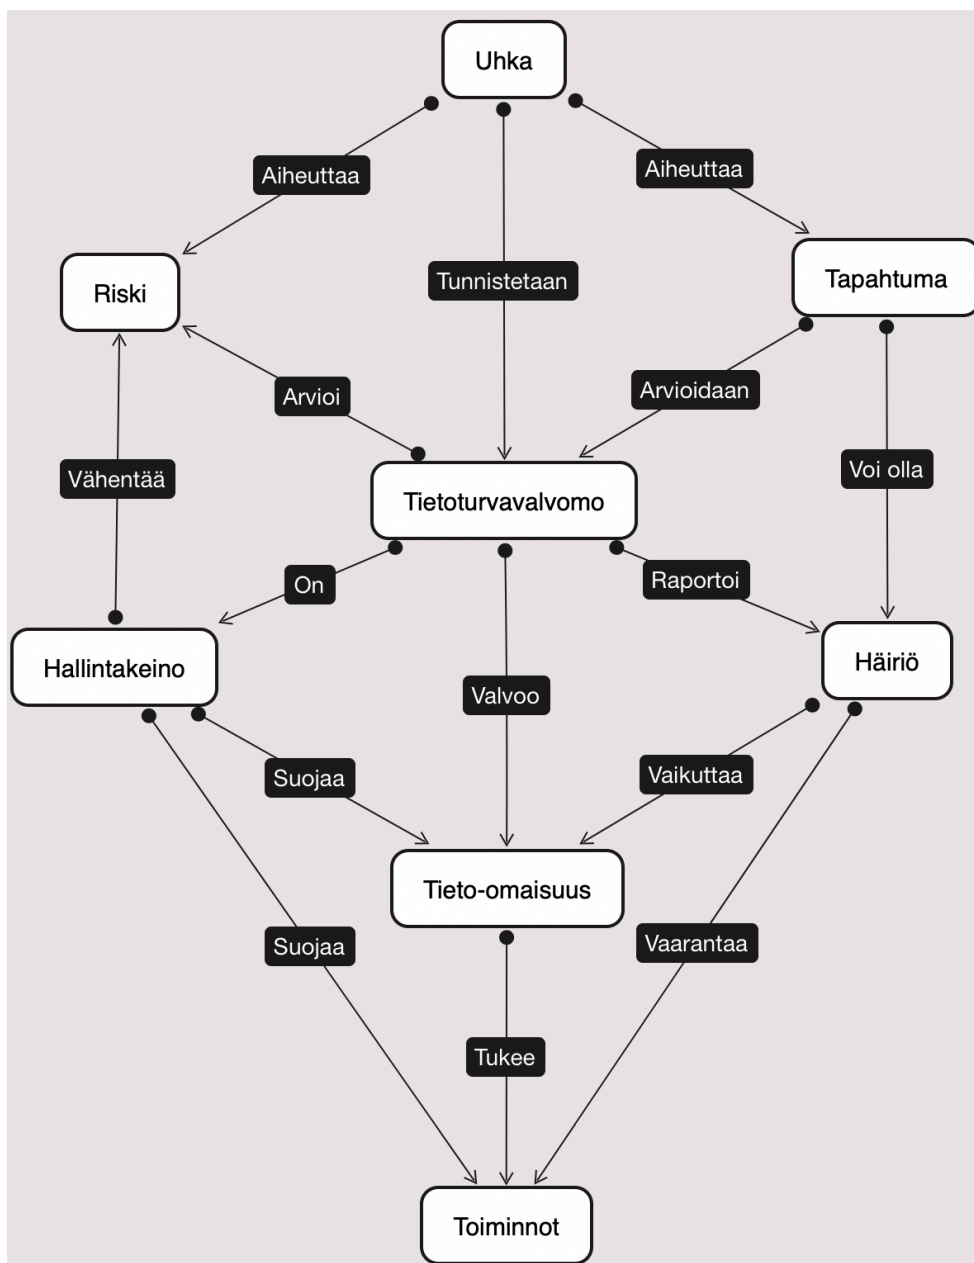 Uhka
Aiheuttaa
Aiheuttaa
Tunnistetaan
Riski
Tapahtuma
Arvioi
Arvioidaan
Vähentää
Voi olla
Tietoturvavalvomo
On
Raportoi
Hallintakeino
Häiriö
Valvoo
Suojaa
Vaikuttaa
Tieto-omaisuus
Suojaa
Vaarantaa
Tukee
Toiminnot